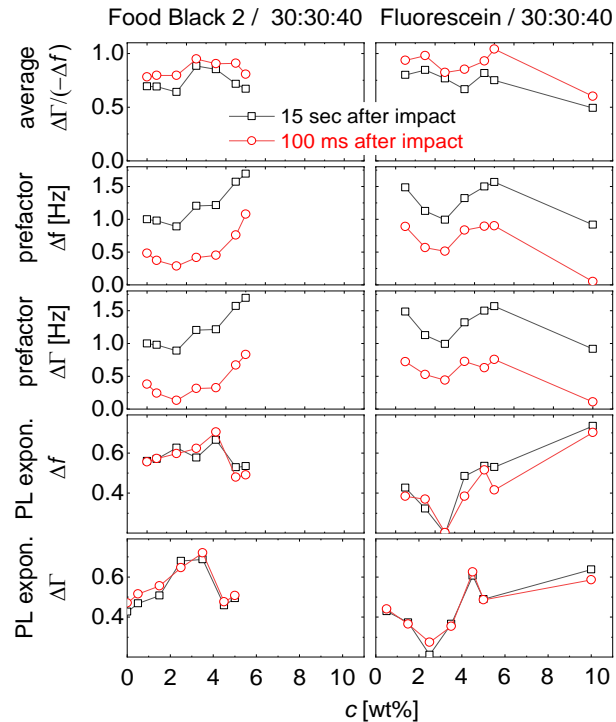 Food Black 2 / 30:30:40
Fluorescein / 30:30:40
average
ΔΓ/(-Δf)
1.0
0.5
0.0
15 sec after impact
100 ms after impact
prefactor
Δf [Hz]
1.5
1.0
0.5
0.0
prefactor
ΔΓ [Hz]
1.5
1.0
0.5
0.0
PL expon.
Δf
0.6
0.4
PL expon.
ΔΓ
0.6
0.4
0 2 4 6 8 10
0 2 4 6 8 10
c [wt%]